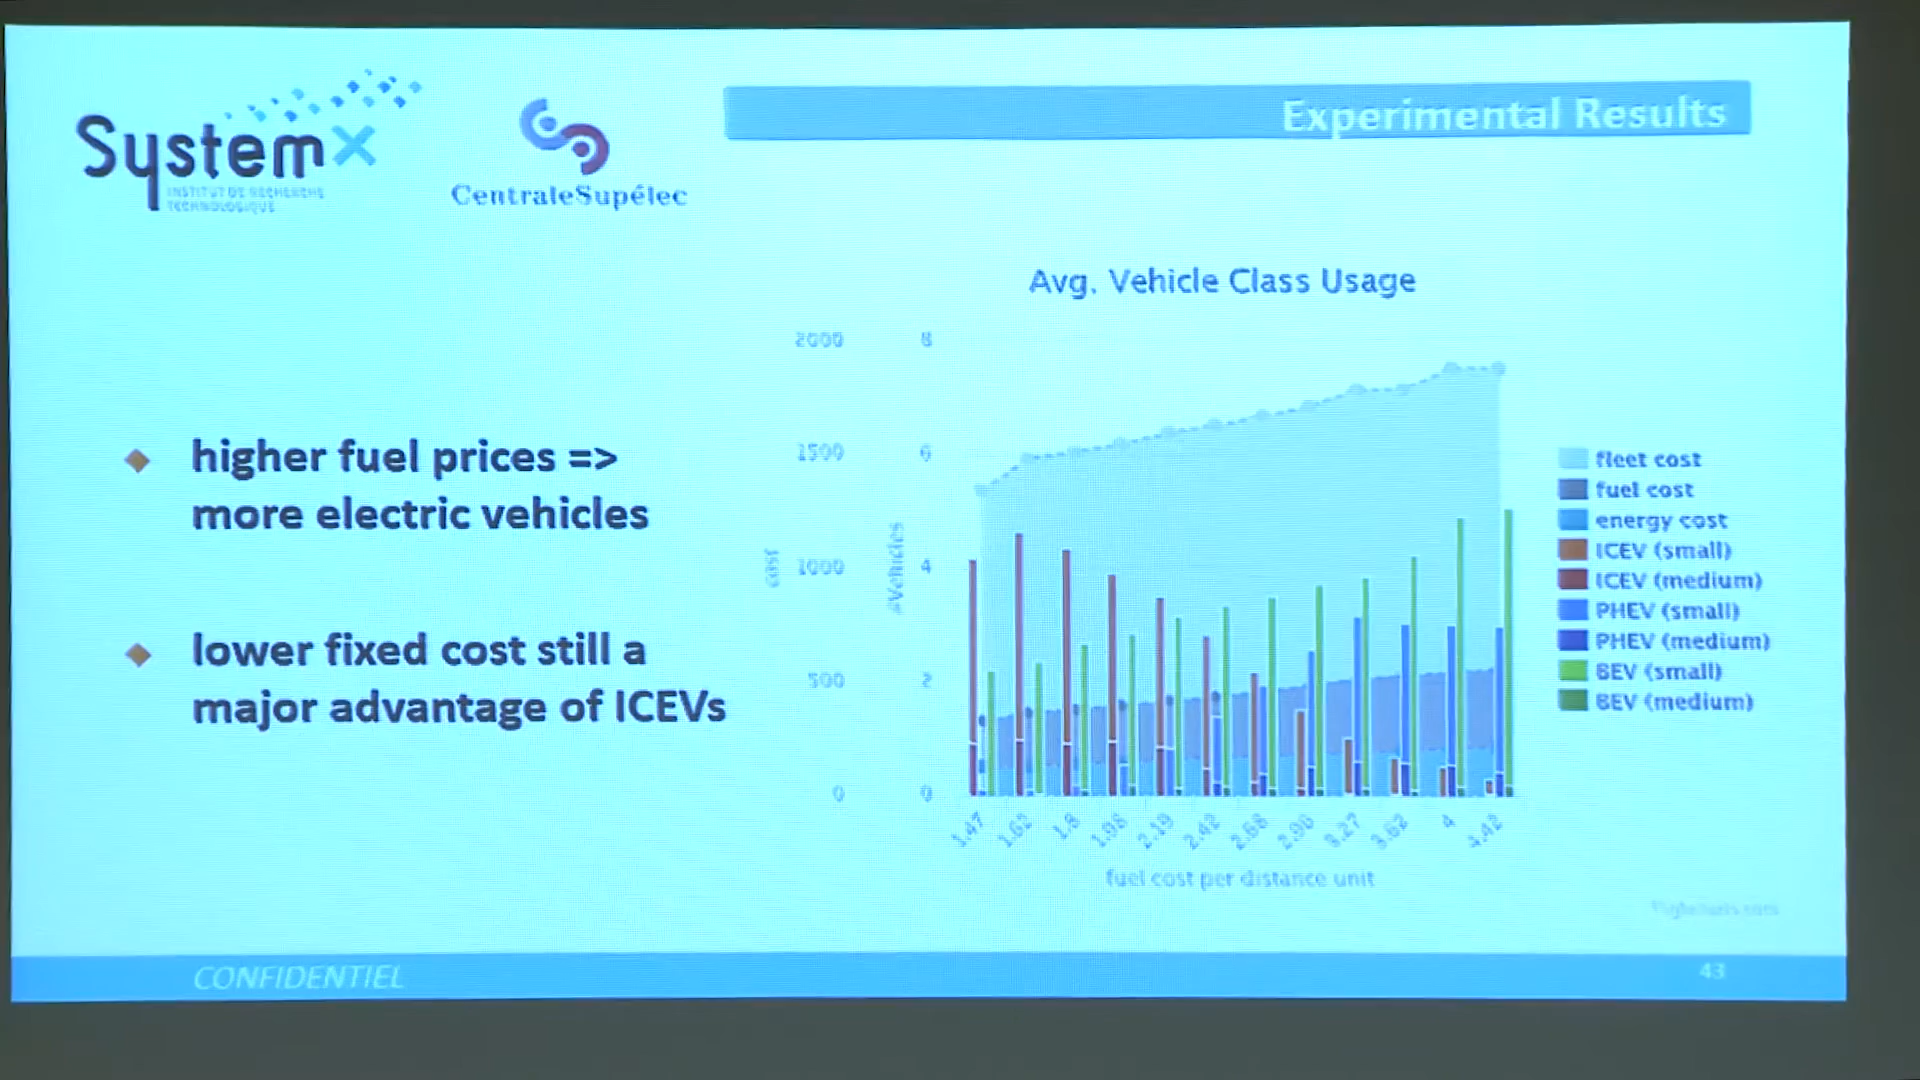 Experimental Results
SystemX
INSTITUT DE RECHERCHE
TECHNOLOGIQUE
CentraleSupélec
higher fuel prices =>
more electric vehicles
lower fixed cost still a
major advantage of ICEVs
Avg. Vehicle Class Usage
2000
1500
1000
500
0
cost
8
6
4
2
0
#Vehicles
1.47
1.62
1.8
1.98
2.19
2.42
2.68
2.96
3.27
3.62
4
4.42
fuel cost per distance unit
fleet cost
fuel cost
energy cost
ICEV (small)
ICEV (medium)
PHEV (small)
PHEV (medium)
BEV (small)
BEV (medium)
CONFIDENTIEL
43